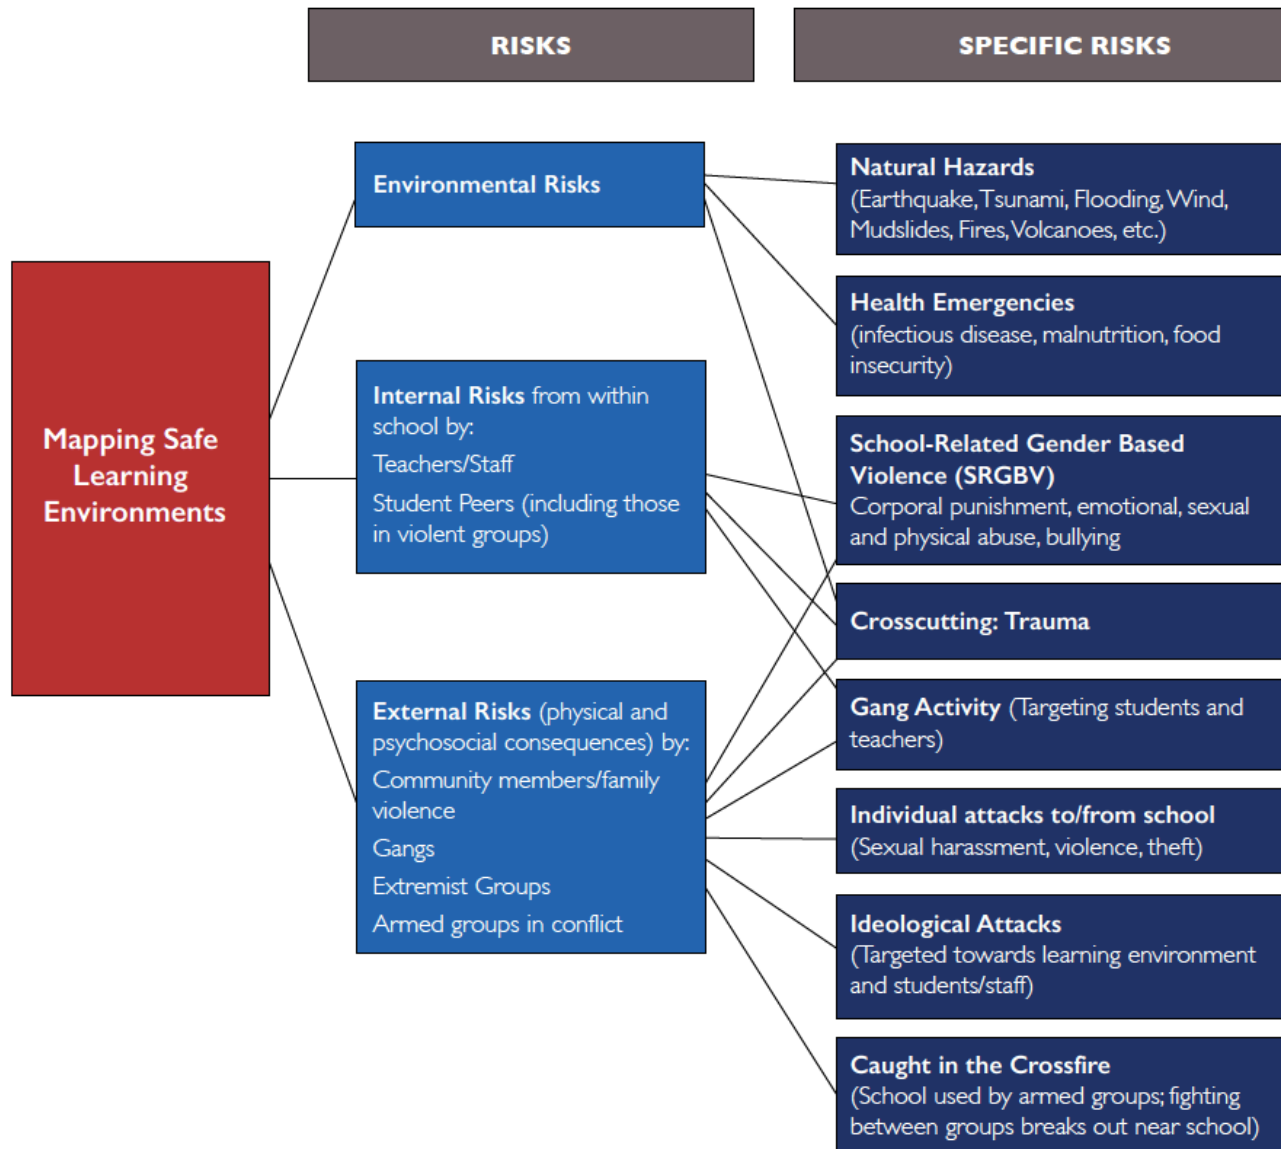 RISKS
SPECIFIC RISKS
Mapping Safe
Learning
Environments
Environmental Risks
Internal Risks from within
school by:
Teachers/Staff
Student Peers (including those
in violent groups)
External Risks (physical and
psychosocial consequences) by:
Community members/family
violence
Gangs
Extremist Groups
Armed groups in conflict
Natural Hazards
(Earthquake, Tsunami, Flooding, Wind,
Mudslides, Fires, Volcanoes, etc.)
Health Emergencies
(infectious disease, malnutrition, food
insecurity)
School-Related Gender Based
Violence (SRGBV)
Corporal punishment, emotional, sexual
and physical abuse, bullying
Crosscutting: Trauma
Gang Activity (Targeting students and
teachers)
Individual attacks to/from school
(Sexual harassment, violence, theft)
Ideological Attacks
(Targeted towards learning environment
and students/staff)
Caught in the Crossfire
(School used by armed groups; fighting
between groups breaks out near school)